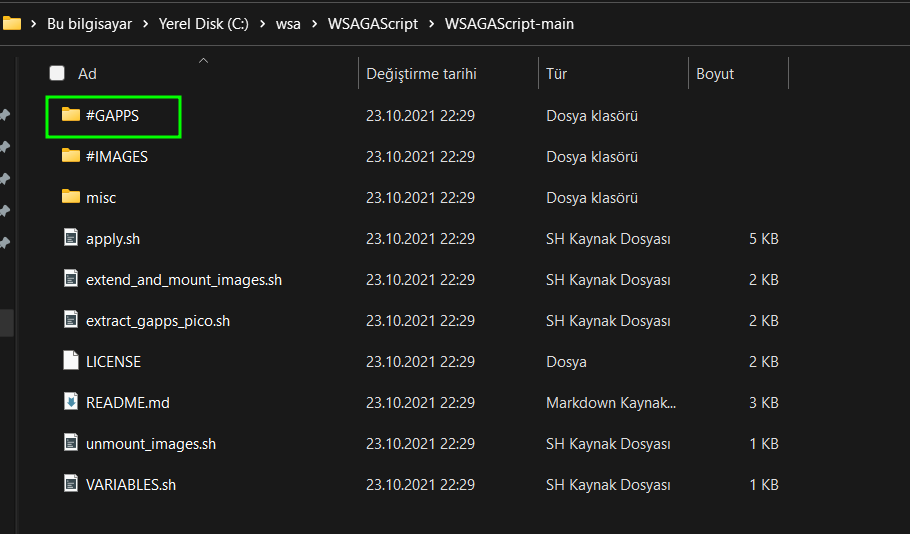 Bu bilgisayar > Yerel Disk (C:) > wsa > WSAGAScript > WSAGAScript-main
Ad Değiştirme tarihi Tür Boyut
#GAPPS 23.10.2021 22:29 Dosya klasörü
#IMAGES 23.10.2021 22:29 Dosya klasörü
misc 23.10.2021 22:29 Dosya klasörü
apply.sh 23.10.2021 22:29 SH Kaynak Dosyası 5 KB
extend_and_mount_images.sh 23.10.2021 22:29 SH Kaynak Dosyası 2 KB
extract_gapps_pico.sh 23.10.2021 22:29 SH Kaynak Dosyası 2 KB
LICENSE 23.10.2021 22:29 Dosya 2 KB
README.md 23.10.2021 22:29 Markdown Kaynak... 3 KB
unmount_images.sh 23.10.2021 22:29 SH Kaynak Dosyası 1 KB
VARIABLES.sh 23.10.2021 22:29 SH Kaynak Dosyası 1 KB